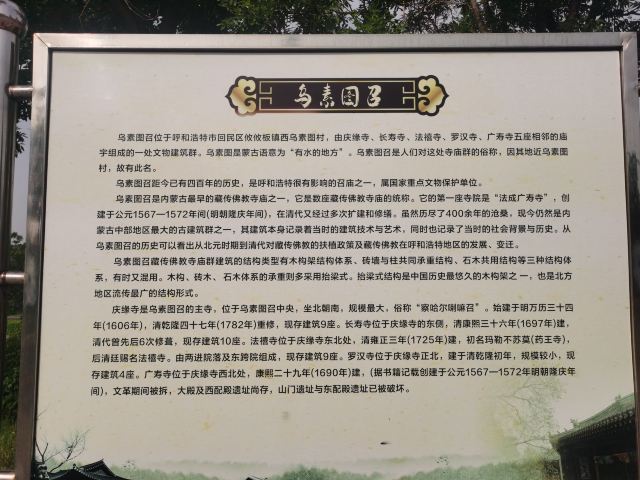 乌素图召
乌素图召位于呼和浩特市回民区攸攸板镇西乌素图村，由庆缘寺、长寿寺、法禧寺、罗汉寺、广寿寺五座相邻的庙
宇组成的一处文物建筑群。乌素图是蒙古语意为“有水的地方”。乌素图召是人们对这处寺庙群的俗称，因其地近乌素图
村，故有此名。
乌素图召距今已有四百年的历史，是呼和浩特很有影响的召庙之一，属国家重点文物保护单位。
乌素图召是内蒙古最早的藏传佛教寺庙之一，它是数座藏传佛教寺庙的统称。它的第一座寺院是“法成广寿寺”，创
建于公元1567—1572年间(明朝隆庆年间)，在清代又经过多次扩建和修缮。虽然历尽了400余年的沧桑，现今仍然是内
蒙古中部地区最大的古建筑群之一，其建筑本身记录着当时的建筑技术与艺术，同时也记录了当时的社会背景与历史。从
乌素图召的历史可以看出从北元时期到清代对藏传佛教的扶植政策及藏传佛教在呼和浩特地区的发展、变迁。
乌素图召藏传佛教寺庙群建筑的结构类型有木构架结构体系、砖墙与柱共同承重结构、石木共用结构等三种结构体
系，有时又混用。木构、砖木、石木体系的承重则多采用抬梁式。抬梁式结构是中国历史最悠久的木构架之一，也是北方
地区流传最广的结构形式。
庆缘寺是乌素图召的主寺，位于乌素图召中央，坐北朝南，规模最大，俗称“察哈尔喇嘛召”。始建于明万历三十四
年(1606年)，清乾隆四十七年(1782年)重修，现存建筑9座。长寿寺位于庆缘寺的东侧，清康熙三十六年(1697年)建，
清代曾先后6次修葺，现存建筑10座。法禧寺位于庆缘寺东北处，清雍正三年(1725年)建，初名玛勒不苏莫(药王寺)，
后清廷赐名法禧寺。由两进院落及东跨院组成，现存建筑9座。罗汉寺位于庆缘寺正北，建于清乾隆初年，规模较小，现
存建筑4座。广寿寺位于庆缘寺西北处，康熙二十九年(1690年)建，(据书籍记载创建于公元1567—1572年明朝隆庆年
间)，文革期间被拆，大殿及西配殿遗址尚存，山门遗址与东配殿遗址已被破坏。